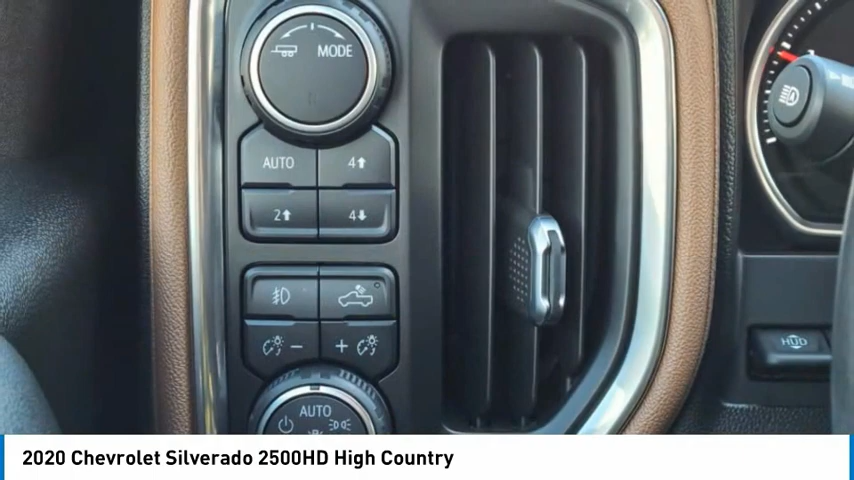 MODE
AUTO 4
2 4
− +
AUTO
HUD
2020 Chevrolet Silverado 2500HD High Country